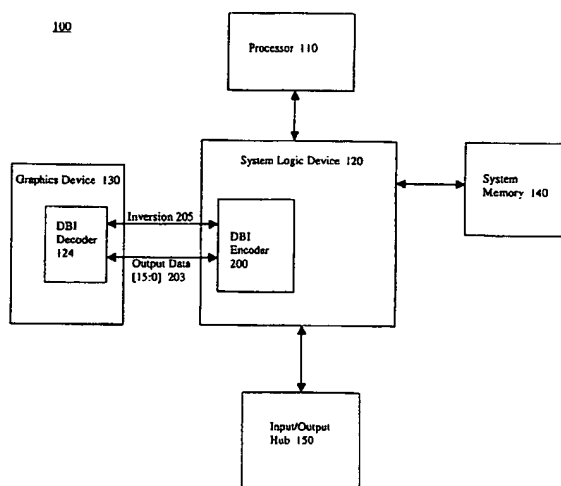 100
Processor 110
System Logic Device 120
System
Memory 140
Graphics Device 130
DBI
Decoder
124
Inversion 205
Output Data
[15:0] 203
DBI
Encoder
200
Input/Output
Hub 150